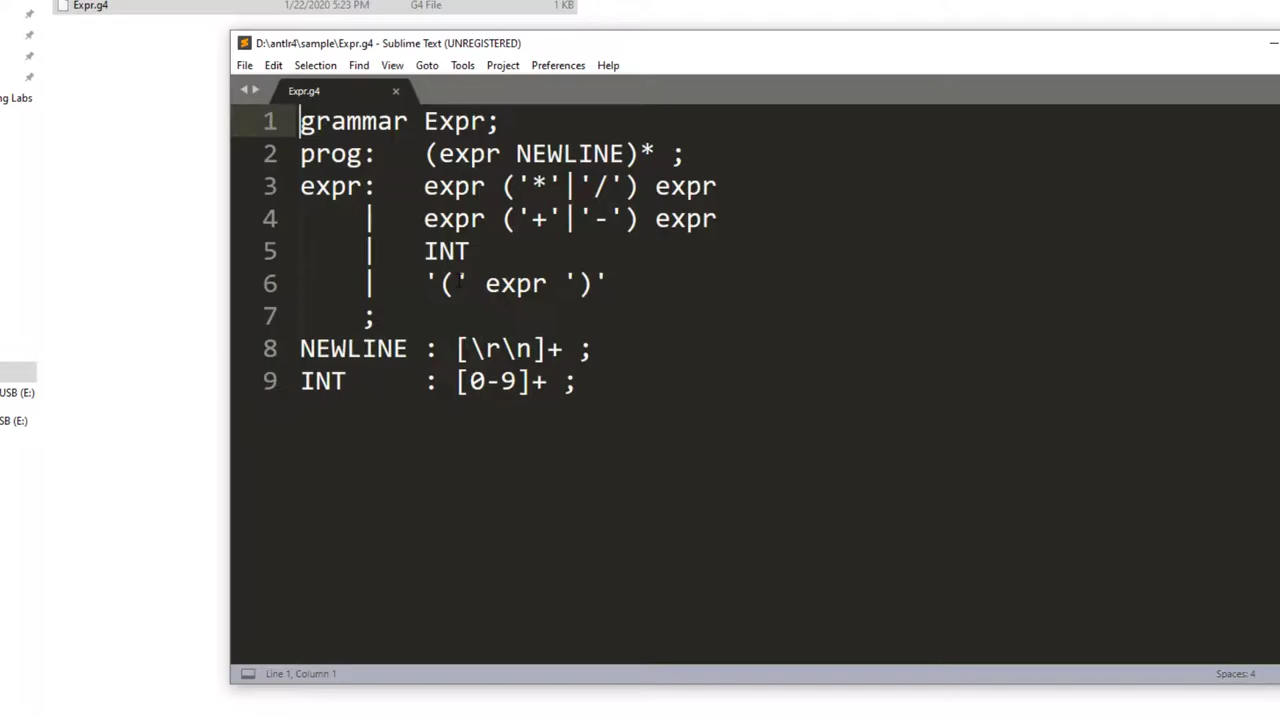 Expr.g4 1/22/2020 5:23 PM G4 File 1 KB
D:\antlr4\sample\Expr.g4 - Sublime Text (UNREGISTERED)
File Edit Selection Find View Goto Tools Project Preferences Help
Expr.g4
1 grammar Expr;
2 prog: (expr NEWLINE)* ;
3 expr: expr ('*'|'/') expr
4 | expr ('+'|'-') expr
5 | INT
6 | '(' expr ')'
7 ;
8 NEWLINE : [\r\n]+ ;
9 INT : [0-9]+ ;
ng Labs
USB (E:)
USB (E:)
Line 1, Column 1 Spaces: 4